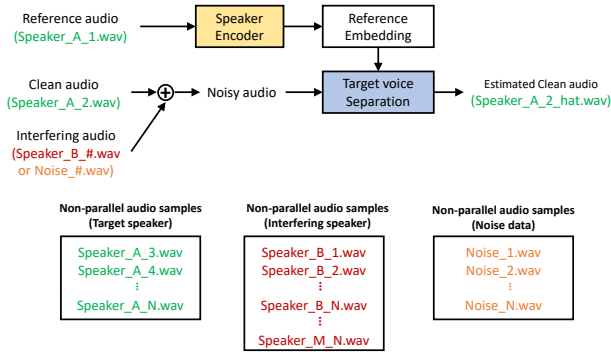 Reference audio
(Speaker_A_1.wav)
Speaker
Encoder
Reference
Embedding
Clean audio
(Speaker_A_2.wav)
Noisy audio
Target voice
Separation
Estimated Clean audio
(Speaker_A_2_hat.wav)
Interfering audio
(Speaker_B_#.wav
or Noise_#.wav)
Non-parallel audio samples
(Target speaker)
Speaker_A_3.wav
Speaker_A_4.wav
⋮
Speaker_A_N.wav
Non-parallel audio samples
(Interfering speaker)
Speaker_B_1.wav
Speaker_B_2.wav
⋮
Speaker_B_N.wav
⋮
Speaker_M_N.wav
Non-parallel audio samples
(Noise data)
Noise_1.wav
Noise_2.wav
⋮
Noise_N.wav